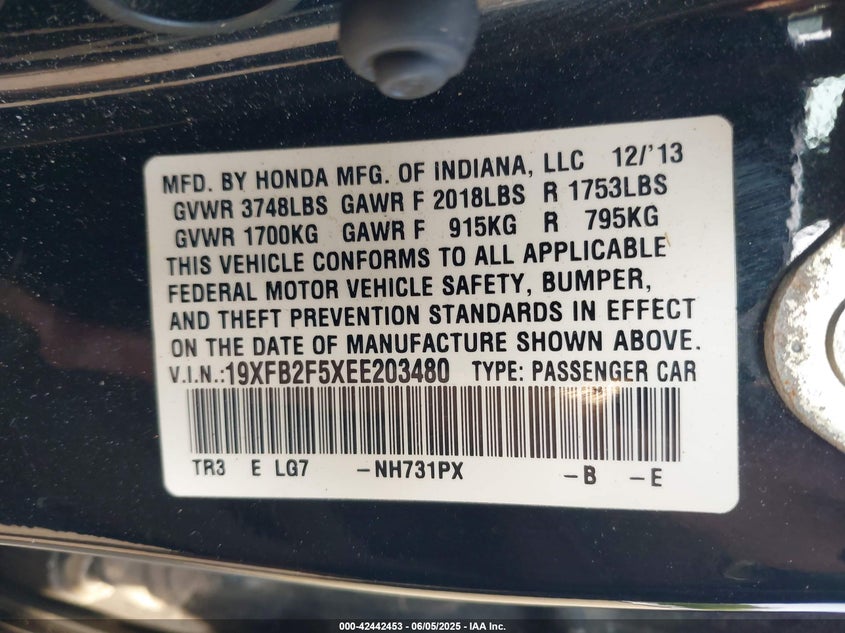 MFD. BY HONDA MFG. OF INDIANA, LLC 12/'13
GVWR 3748LBS GAWR F 2018LBS R 1753LBS
GVWR 1700KG GAWR F 915KG R 795KG
THIS VEHICLE CONFORMS TO ALL APPLICABLE
FEDERAL MOTOR VEHICLE SAFETY, BUMPER,
AND THEFT PREVENTION STANDARDS IN EFFECT
ON THE DATE OF MANUFACTURE SHOWN ABOVE.
V.I.N.:19XFB2F5XEE203480 TYPE: PASSENGER CAR
TR3 E LG7 -NH731PX -B -E
000-42442453 - 06/05/2025 - IAA Inc.